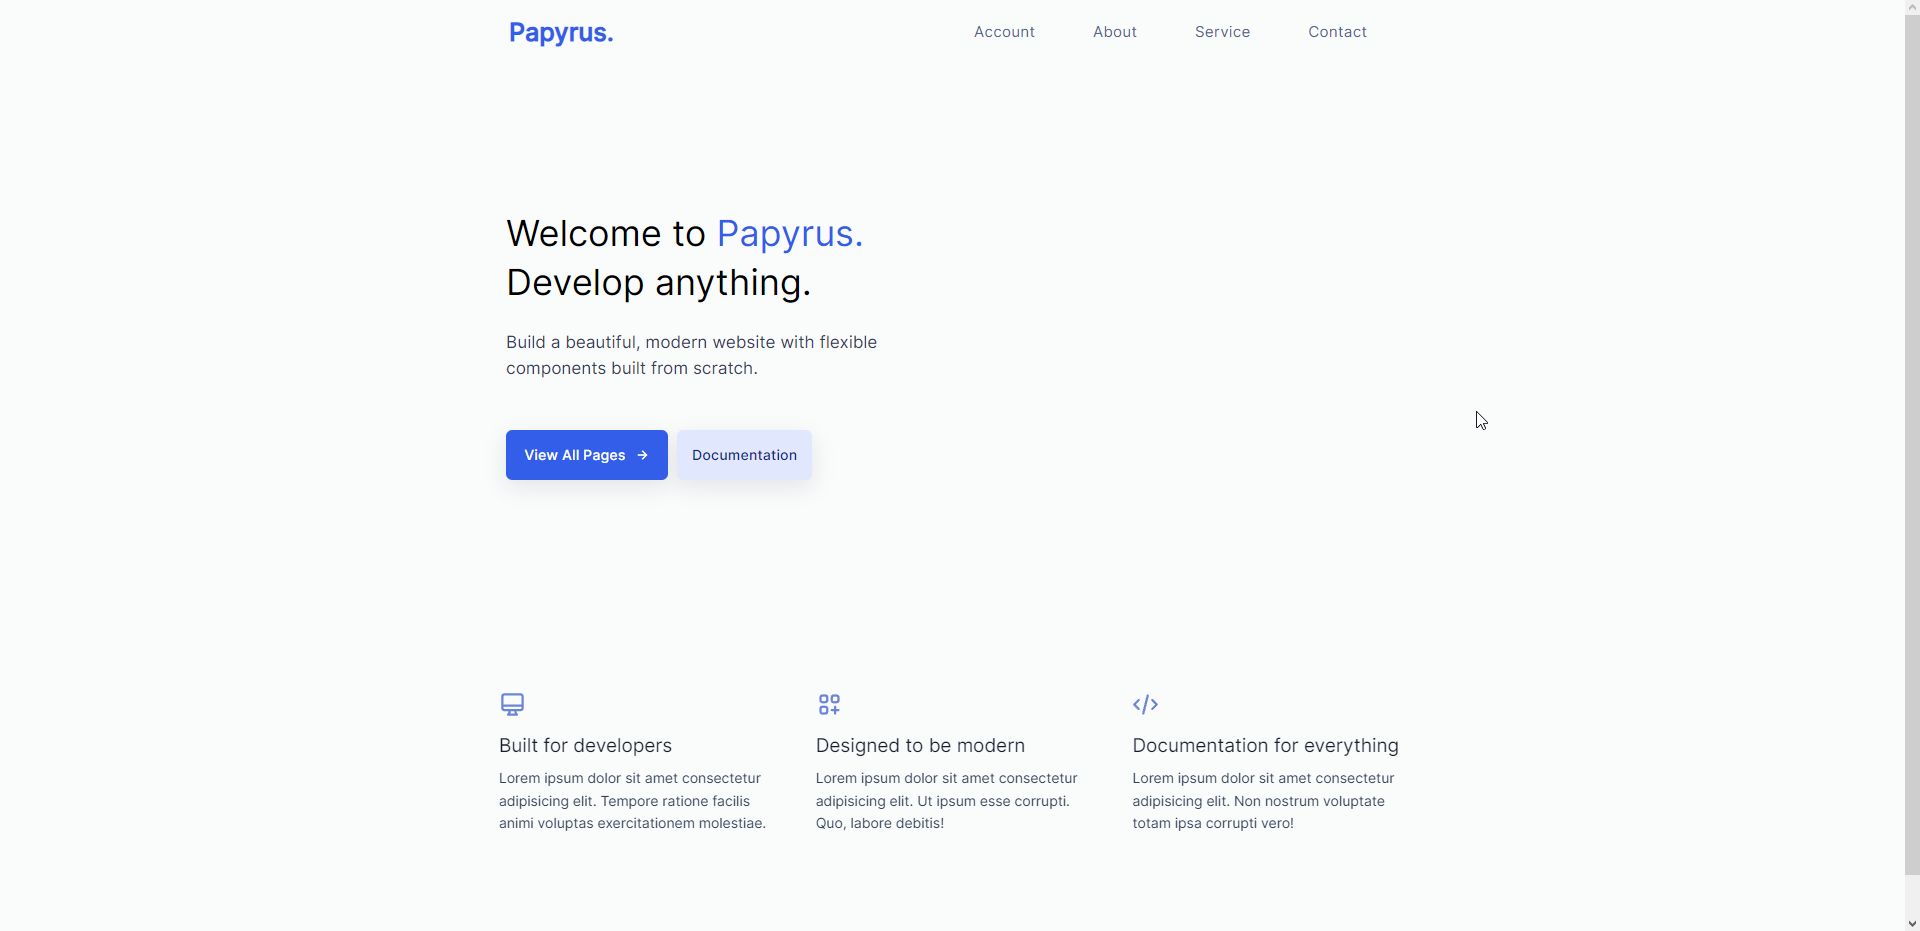 Papyrus.
Account
About
Service
Contact
Welcome to Papyrus.
Develop anything.
Build a beautiful, modern website with flexible
components built from scratch.
View All Pages →
Documentation
Built for developers
Lorem ipsum dolor sit amet consectetur
adipisicing elit. Tempore ratione facilis
animi voluptas exercitationem molestiae.
Designed to be modern
Lorem ipsum dolor sit amet consectetur
adipisicing elit. Ut ipsum esse corrupti.
Quo, labore debitis!
Documentation for everything
Lorem ipsum dolor sit amet consectetur
adipisicing elit. Non nostrum voluptate
totam ipsa corrupti vero!